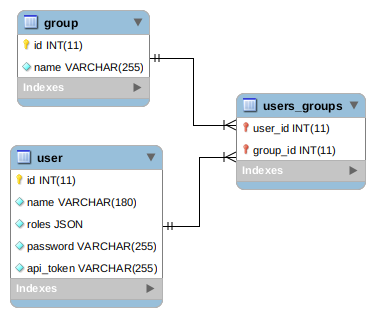 group
id INT(11)
name VARCHAR(255)
Indexes
users_groups
user_id INT(11)
group_id INT(11)
Indexes
user
id INT(11)
name VARCHAR(180)
roles JSON
password VARCHAR(255)
api_token VARCHAR(255)
Indexes